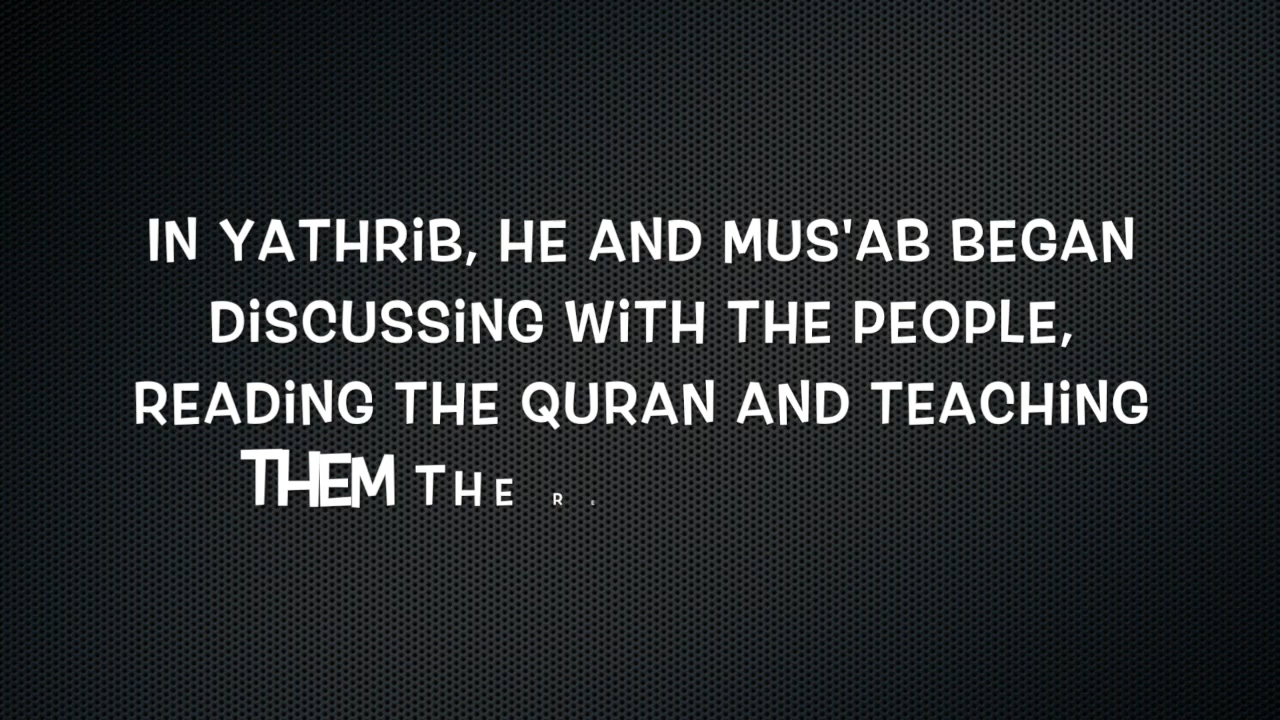 IN YATHRiB, HE AND MUS'AB BEGAN
DiSCUSSiNG WiTH THE PEOPLE,
READiNG THE QURAN AND TEACHiNG
THEM THE